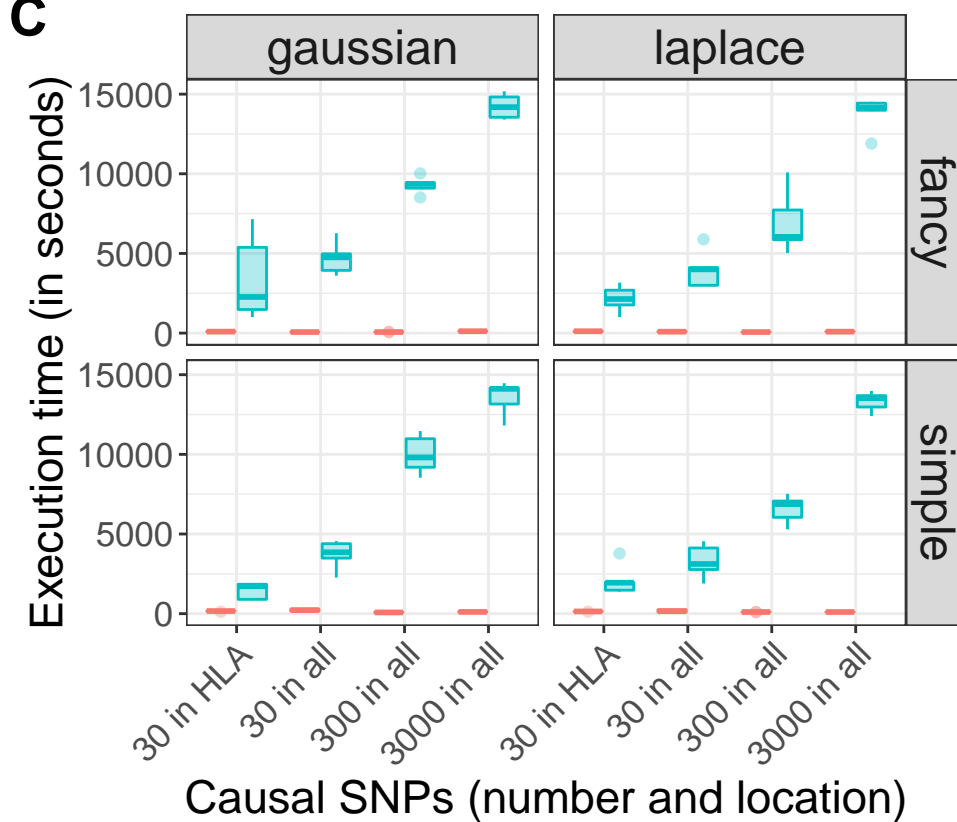 C
gaussian
laplace
Execution time (in seconds)
15000
10000
5000
0
fancy
15000
10000
5000
0
simple
30 in HLA
30 in all
300 in all
3000 in all
30 in HLA
30 in all
300 in all
3000 in all
Causal SNPs (number and location)